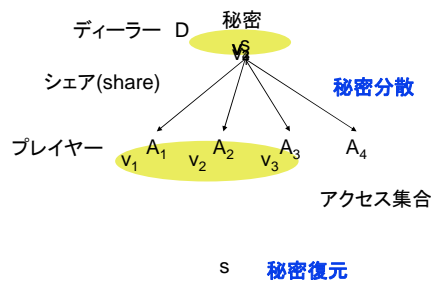 秘密
ディーラー D
s
シェア(share)
秘密分散
プレイヤー A1 A2 A3 A4
v1 v2 v3
アクセス集合
s 秘密復元